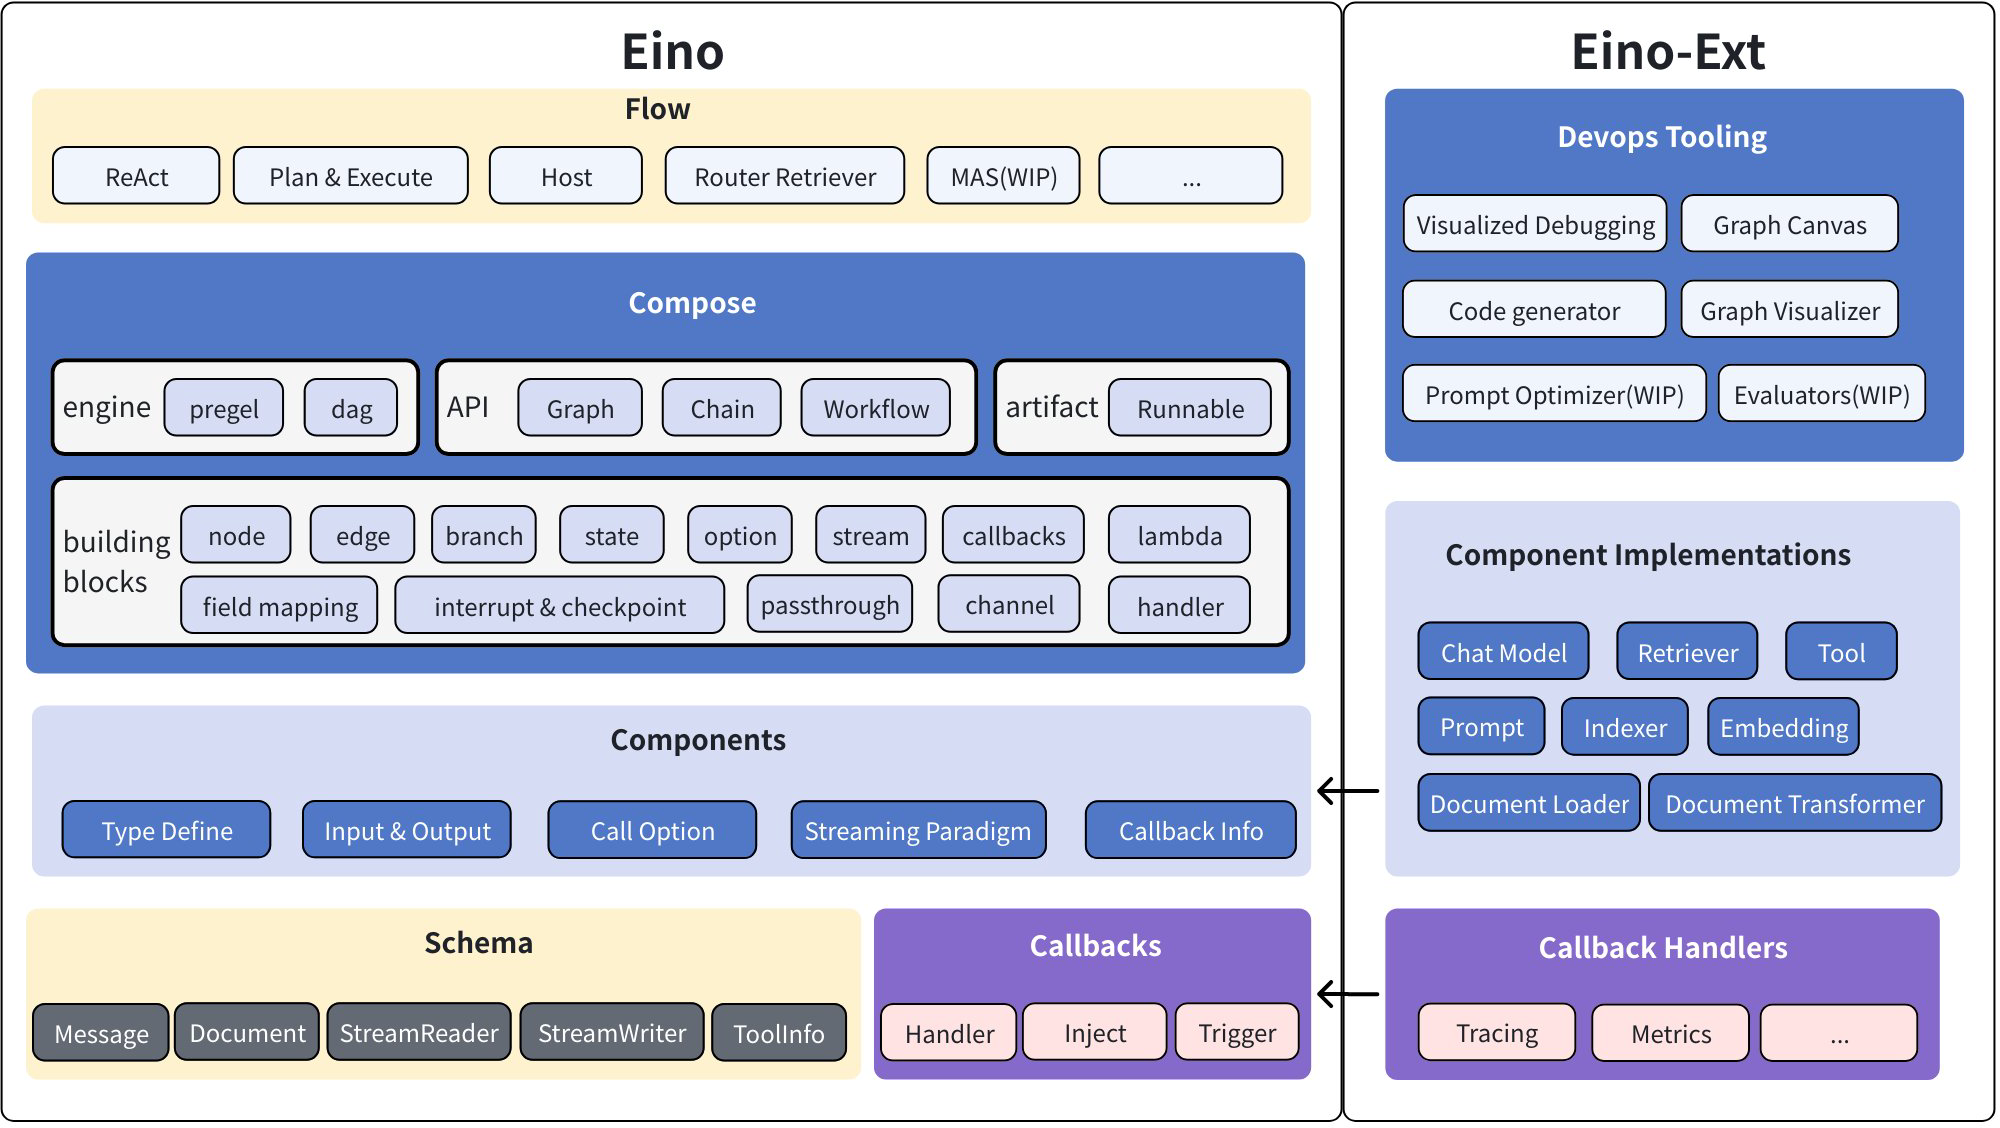 Eino
Flow
ReAct
Plan & Execute
Host
Router Retriever
MAS(WIP)
...
Compose
engine
pregel
dag
API
Graph
Chain
Workflow
artifact
Runnable
building
blocks
node
edge
branch
state
option
stream
callbacks
lambda
field mapping
interrupt & checkpoint
passthrough
channel
handler
Components
Type Define
Input & Output
Call Option
Streaming Paradigm
Callback Info
Schema
Message
Document
StreamReader
StreamWriter
ToolInfo
Callbacks
Handler
Inject
Trigger
Eino-Ext
Devops Tooling
Visualized Debugging
Graph Canvas
Code generator
Graph Visualizer
Prompt Optimizer(WIP)
Evaluators(WIP)
Component Implementations
Chat Model
Retriever
Tool
Prompt
Indexer
Embedding
Document Loader
Document Transformer
Callback Handlers
Tracing
Metrics
...